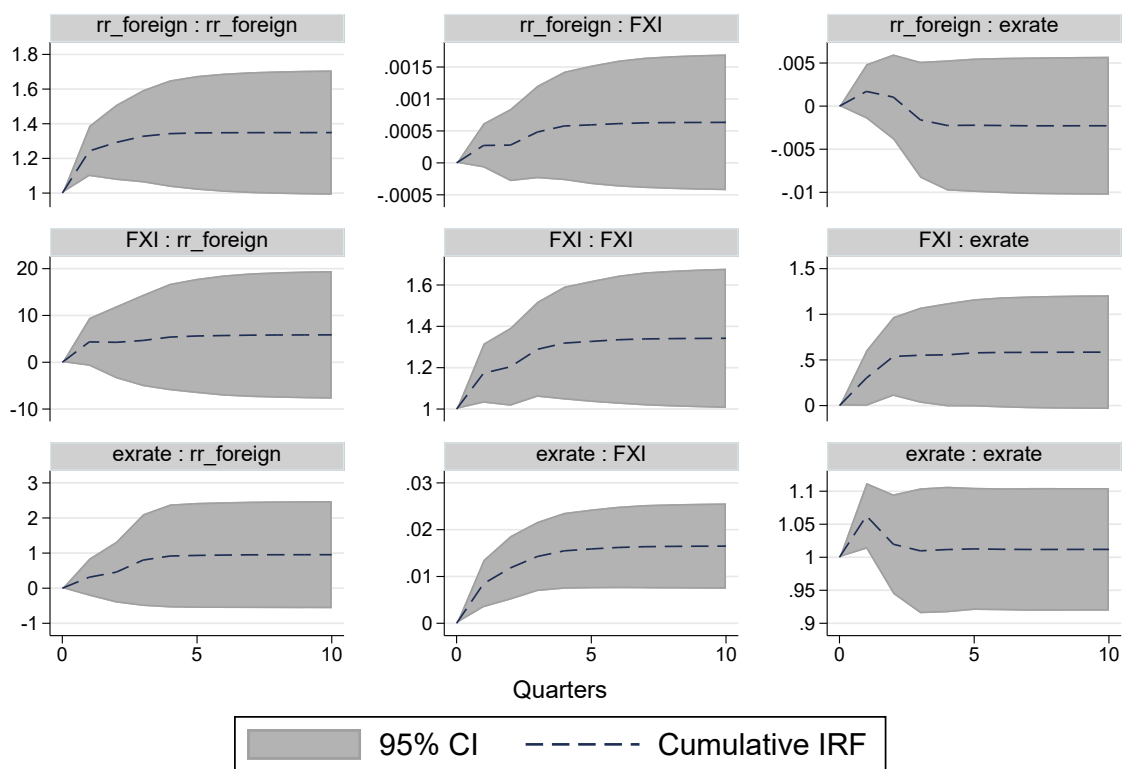 rr_foreign : rr_foreign
rr_foreign : FXI
rr_foreign : exrate
1.8
1.6
1.4
1.2
1
.0015
.001
.0005
0
-.0005
.005
0
-.005
-.01
FXI : rr_foreign
FXI : FXI
FXI : exrate
20
10
0
-10
1.6
1.4
1.2
1
1.5
1
.5
0
exrate : rr_foreign
exrate : FXI
exrate : exrate
3
2
1
0
-1
.03
.02
.01
0
1.1
1.05
1
.95
.9
0 5 10
0 5 10
0 5 10
Quarters
95% CI Cumulative IRF